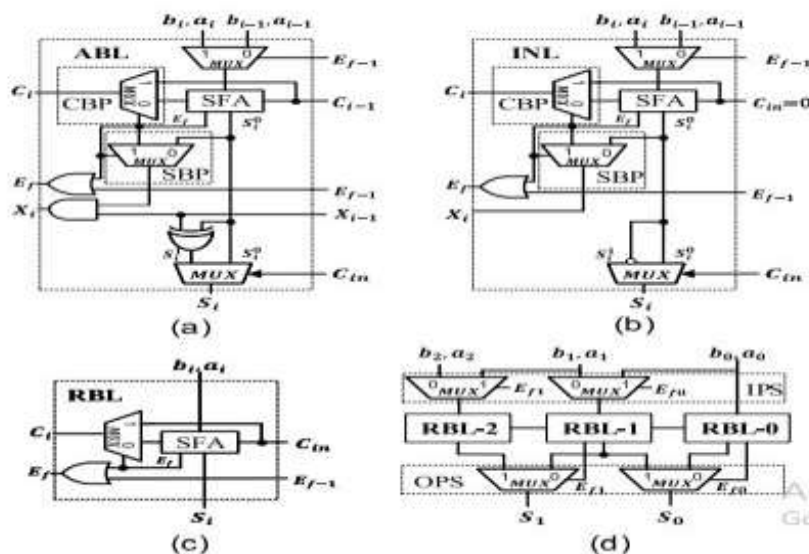 b_i, a_i b_{i-1}, a_{i-1}
ABL
1 0
MUX
E_{f-1}
C_i
CBP
MUX
1
0
SFA
C_{i-1}
E_f
S_i^0
1 0
MUX
SBP
E_f
E_{f-1}
X_i
X_{i-1}
S_i^0
MUX
C_{in}
S_i
(a)
b_i, a_i b_{i-1}, a_{i-1}
INL
1 0
MUX
E_{f-1}
C_i
CBP
MUX
1
0
SFA
C_{in}=0
E_f
S_i^0
1 0
MUX
SBP
E_f
E_{f-1}
X_i
S_i^1
S_i^0
MUX
C_{in}
S_i
(b)
b_i, a_i
RBL
C_i
MUX
1
0
SFA
C_{in}
E_f
E_f
E_{f-1}
S_i
(c)
b_2, a_2 b_1, a_1 b_0, a_0
0 MUX 1
E_{f1}
0 MUX 1
E_{f0}
IPS
RBL-2 RBL-1 RBL-0
OPS
1 MUX 0
E_{f1}
1 MUX 0
E_{f0}
S_1 S_0
(d)